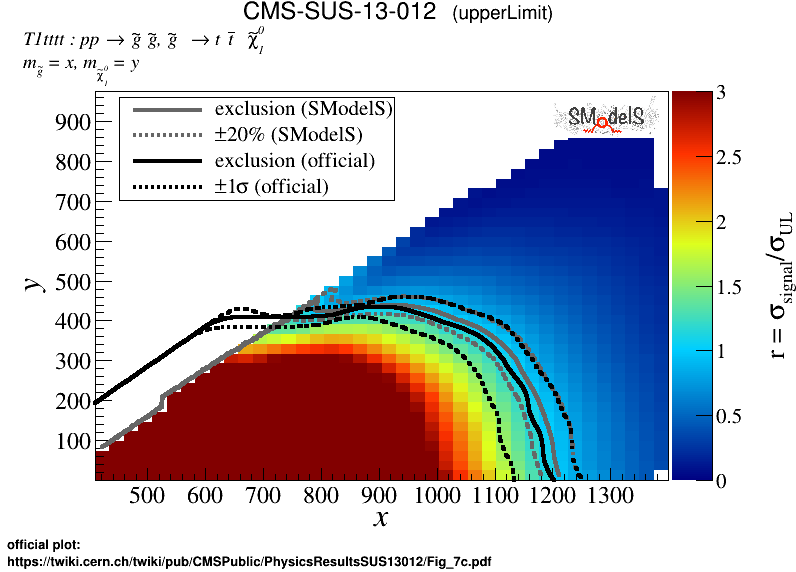 CMS-SUS-13-012 (upperLimit)
T1tttt : pp → g̃ g̃, g̃ → t t̄ χ̃⁰₁
m_g̃ = x, m_χ̃⁰₁ = y
exclusion (SModelS)
±20% (SModelS)
exclusion (official)
±1σ (official)
SModelS
900
800
700
600
500
400
300
200
100
y
500 600 700 800 900 1000 1100 1200 1300
x
3
2.5
2
1.5
1
0.5
0
r = σ_signal/σ_UL
official plot:
https://twiki.cern.ch/twiki/pub/CMSPublic/PhysicsResultsSUS13012/Fig_7c.pdf